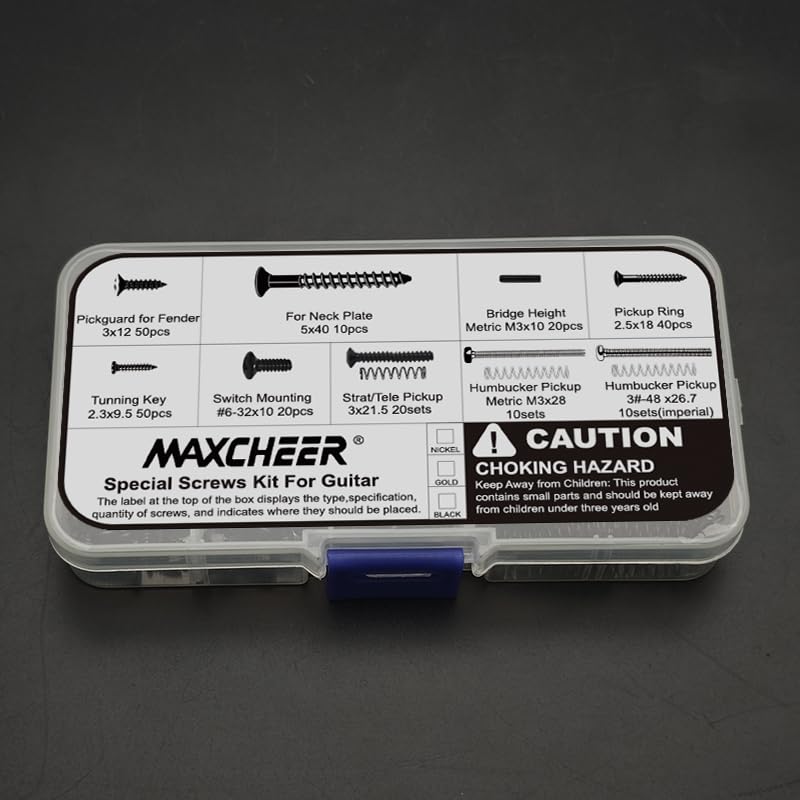 Pickguard for Fender
3x12 50pcs
For Neck Plate
5x40 10pcs
Bridge Height
Metric M3x10 20pcs
Pickup Ring
2.5x18 40pcs
Tunning Key
2.3x9.5 50pcs
Switch Mounting
#6-32x10 20pcs
Strat/Tele Pickup
3x21.5 20sets
Humbucker Pickup
Metric M3x28
10sets
Humbucker Pickup
3#-48 x26.7
10sets(imperial)
MAXCHEER®
Special Screws Kit For Guitar
The label at the top of the box displays the type,specification,
quantity of screws, and indicates where they should be placed.
NICKEL
GOLD
BLACK
! CAUTION
CHOKING HAZARD
Keep Away from Children: This product
contains small parts and should be kept away
from children under three years old